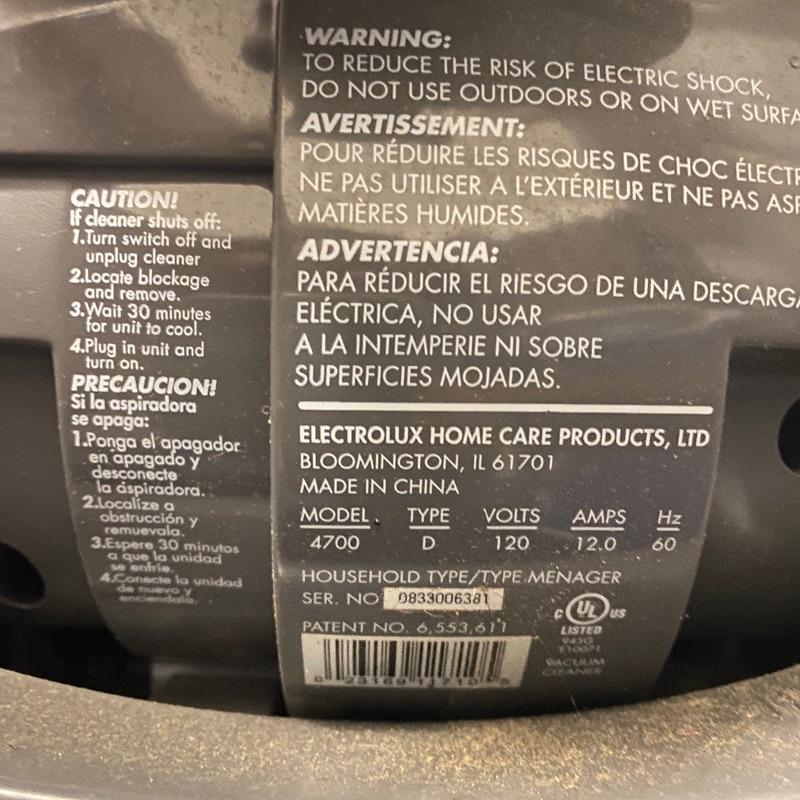 WARNING:
TO REDUCE THE RISK OF ELECTRIC SHOCK,
DO NOT USE OUTDOORS OR ON WET
AVERTISSEMENT:
POUR RÉDUIRE LES RISQUES DE CHOC
NE PAS UTILISER A L'EXTÉRIEUR ET NE PAS
MATIÈRES HUMIDES.
ADVERTENCIA:
PARA RÉDUCIR EL RIESGO DE UNA
ELÉCTRICA, NO USAR
A LA INTEMPERIE NI SOBRE
SUPERFICIES MOJADAS.
ELECTROLUX HOME CARE PRODUCTS, LTD
BLOOMINGTON, IL 61701
MADE IN CHINA
MODEL TYPE VOLTS AMPS Hz
4700 D 120 12.0 60
HOUSEHOLD TYPE/TYPE MENAGER
SER. NO 0833006381
PATENT NO. 6,553,611
C UL US
LISTED
VACUUM
CLEANER
CAUTION!
If cleaner shuts off:
1.Turn switch off and
unplug cleaner
2.Locate blockage
and remove.
3.Wait 30 minutes
for unit to cool.
4.Plug in unit and
turn on.
PRECAUCION!
Si la aspiradora
se apaga:
1.Ponga el apagador
en apagado y
desconecte
la aspiradora.
2.Localize a
obstrucción y
remuevala.
3.Espere 30 minutos
a que la unidad
se enfrie.
4.Conecte la unidad
de nuevo y
enciendala.